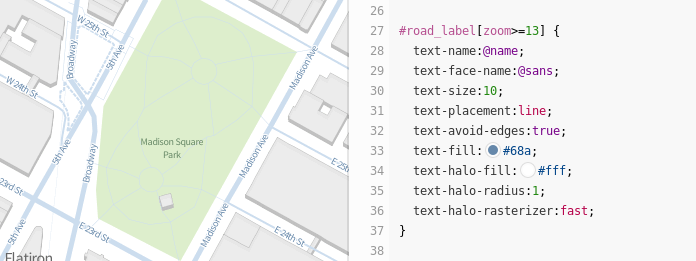 W 25th St
5th Ave
Broadway
Madison Ave
W 24th St
Madison Square
Park
5th Ave
Broadway
Madison Ave
E 25t
23rd St
E 23rd St
5th Ave
Madison Ave
E 24th St
Flatiron
26
27 #road_label[zoom>=13] {
28 text-name:@name;
29 text-face-name:@sans;
30 text-size:10;
31 text-placement:line;
32 text-avoid-edges:true;
33 text-fill: #68a;
34 text-halo-fill: #fff;
35 text-halo-radius:1;
36 text-halo-rasterizer:fast;
37 }
38